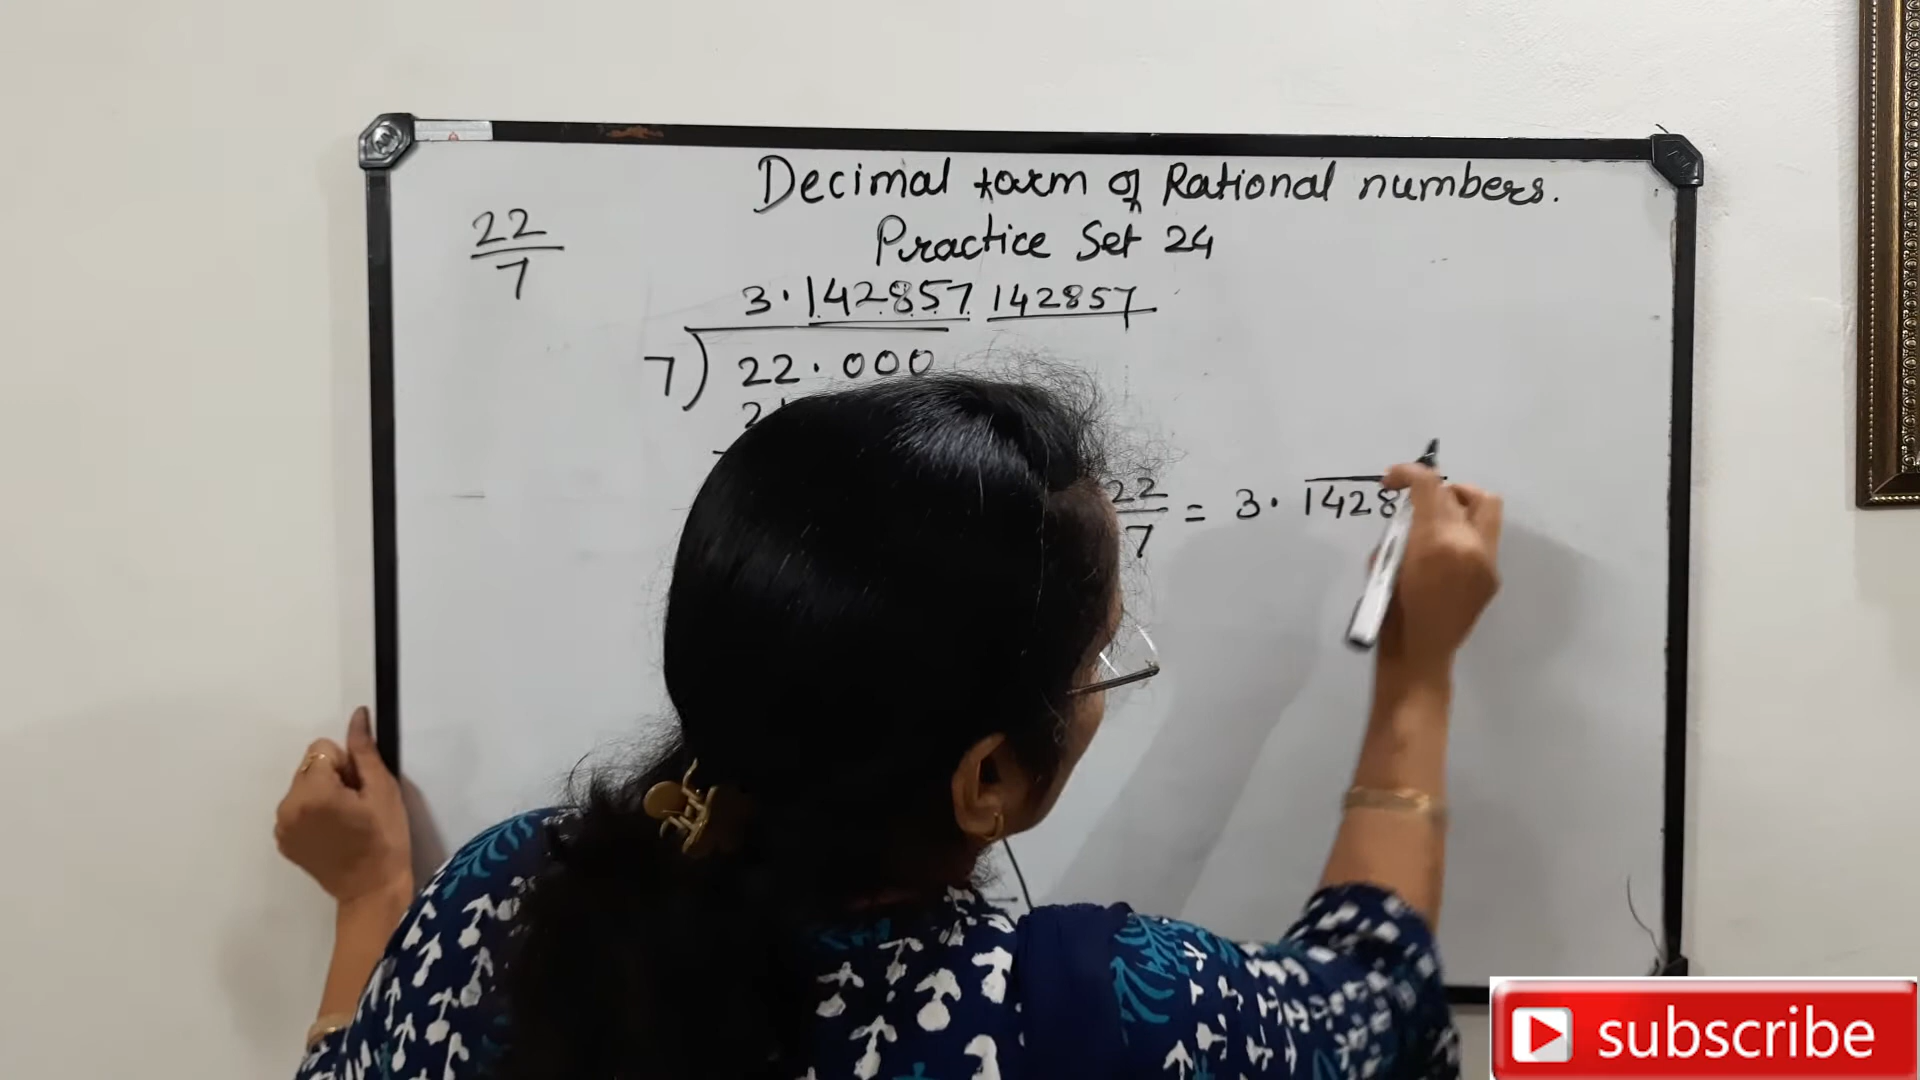 Decimal form of Rational numbers.
Practice Set 24
22
7
3.142857 142857
7) 22.000
22
7
= 3. 1428
subscribe